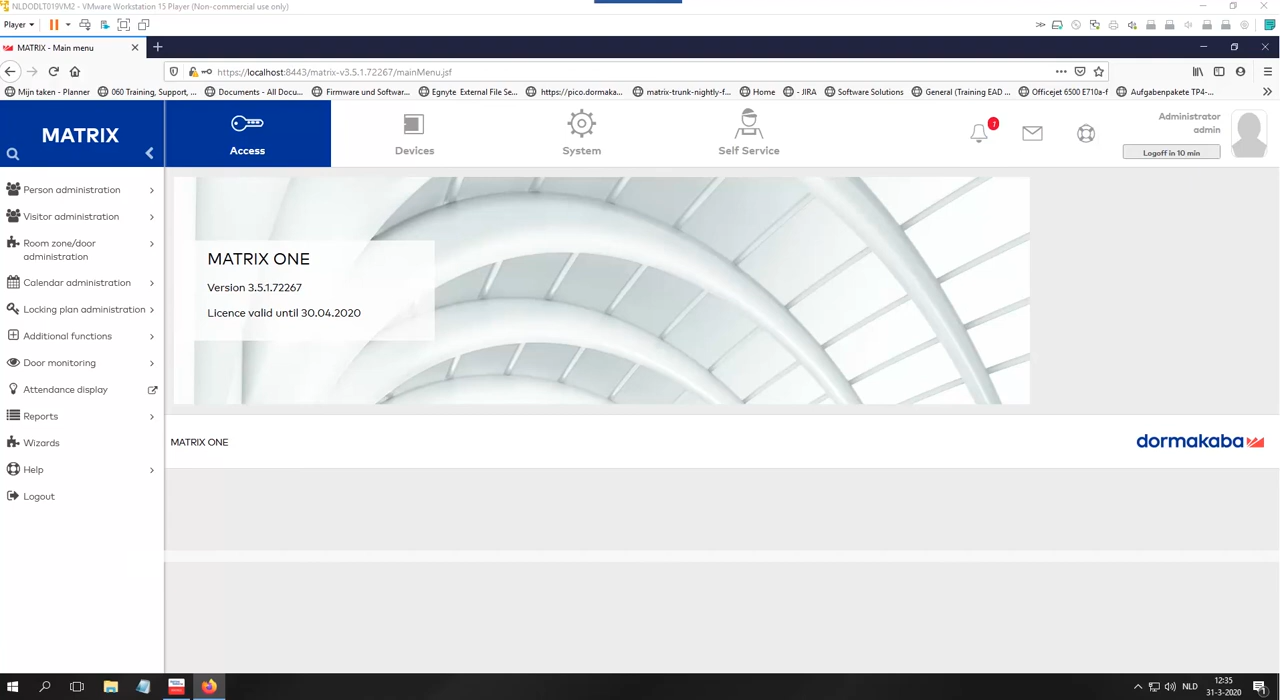 NLDODLT019VM2 - VMware Workstation 15 Player (Non-commercial use only)
Player
MATRIX - Main menu
https://localhost:8443/matrix-v3.5.1.72267/mainMenu.jsf
Mijn taken - Planner
060 Training, Support, ...
Documents - All Docu...
Firmware und Softwar...
Egnyte External File Se...
https://pico.dormaka...
matrix-trunk-nightly-f...
Home
- JIRA
Software Solutions
General (Training EAD ...
Officejet 6500 E710a-f
Aufgabenpakete TP4-...
MATRIX
Access
Devices
System
Self Service
Administrator
admin
Logoff in 10 min
Person administration
Visitor administration
Room zone/door
administration
Calendar administration
Locking plan administration
Additional functions
Door monitoring
Attendance display
Reports
Wizards
Help
Logout
MATRIX ONE
Version 3.5.1.72267
Licence valid until 30.04.2020
MATRIX ONE
dormakaba
NLD
12:35
31-3-2020